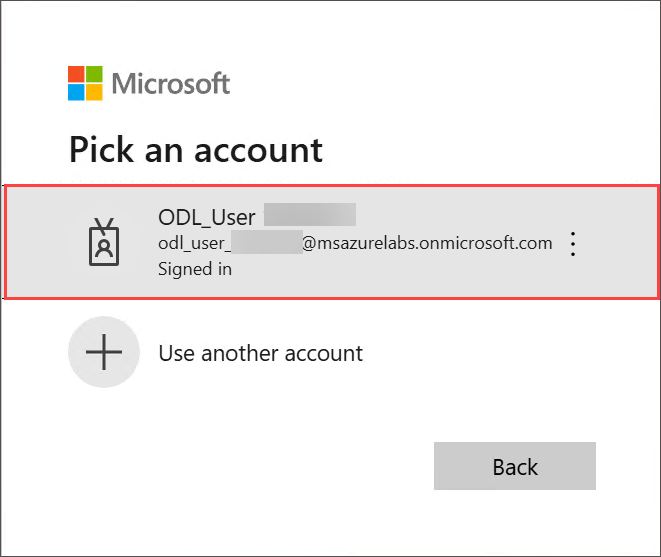 Microsoft
Pick an account
ODL_User
odl_user_@msazurelabs.onmicrosoft.com
Signed in
Use another account
Back